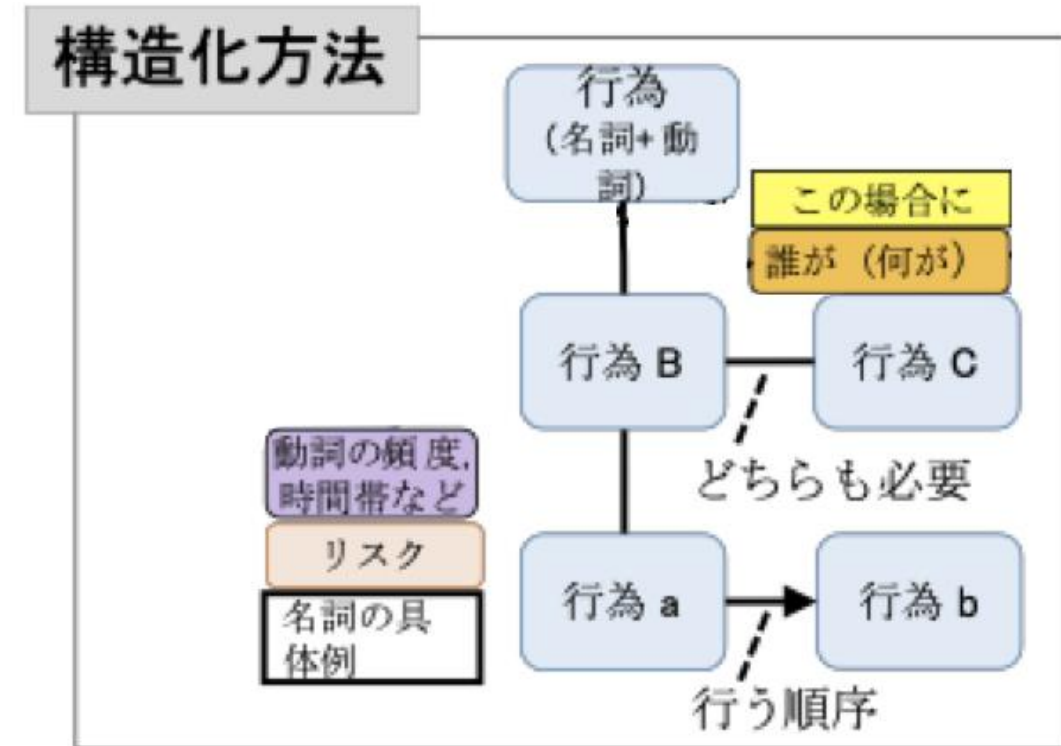 構造化方法
行為
(名詞+ 動
詞)
この場合に
誰が (何が)
行為 B
行為 C
どちらも必要
動詞の頻度,
時間帯など
リスク
名詞の具
体例
行為 a
行為 b
行う順序